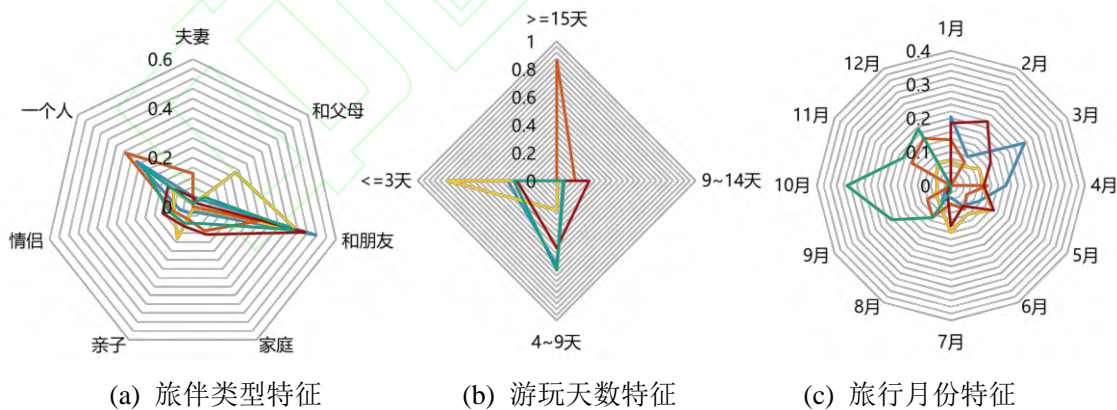 夫妻
和父母
和朋友
家庭
亲子
情侣
一个人
0.6
0.4
0.2
0
>=15天
9~14天
4~9天
<=3天
1
0.8
0.6
0.4
0.2
0
1月
2月
3月
4月
5月
6月
7月
8月
9月
10月
11月
12月
0.4
0.3
0.2
0.1
0
(a) 旅伴类型特征
(b) 游玩天数特征
(c) 旅行月份特征